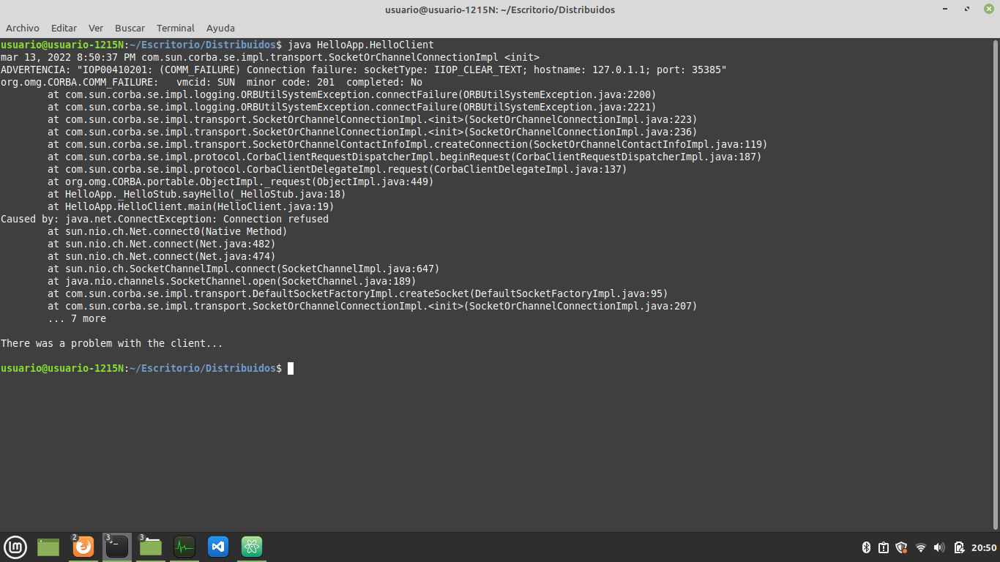 usuario@usuario-1215N: ~/Escritorio/Distribuidos
Archivo Editar Ver Buscar Terminal Ayuda
usuario@usuario-1215N:~/Escritorio/Distribuidos$ java HelloApp.HelloClient
mar 13, 2022 8:50:37 PM com.sun.corba.se.impl.transport.SocketOrChannelConnectionImpl <init>
ADVERTENCIA: "IOP00410201: (COMM_FAILURE) Connection failure: socketType: IIOP_CLEAR_TEXT; hostname: 127.0.1.1; port: 35385"
org.omg.CORBA.COMM_FAILURE:   vmcid: SUN  minor code: 201  completed: No
        at com.sun.corba.se.impl.logging.ORBUtilSystemException.connectFailure(ORBUtilSystemException.java:2200)
        at com.sun.corba.se.impl.logging.ORBUtilSystemException.connectFailure(ORBUtilSystemException.java:2221)
        at com.sun.corba.se.impl.transport.SocketOrChannelConnectionImpl.<init>(SocketOrChannelConnectionImpl.java:223)
        at com.sun.corba.se.impl.transport.SocketOrChannelConnectionImpl.<init>(SocketOrChannelConnectionImpl.java:236)
        at com.sun.corba.se.impl.transport.SocketOrChannelContactInfoImpl.createConnection(SocketOrChannelContactInfoImpl.java:119)
        at com.sun.corba.se.impl.protocol.CorbaClientRequestDispatcherImpl.beginRequest(CorbaClientRequestDispatcherImpl.java:187)
        at com.sun.corba.se.impl.protocol.CorbaClientDelegateImpl.request(CorbaClientDelegateImpl.java:137)
        at org.omg.CORBA.portable.ObjectImpl._request(ObjectImpl.java:449)
        at HelloApp._HelloStub.sayHello(_HelloStub.java:18)
        at HelloApp.HelloClient.main(HelloClient.java:19)
Caused by: java.net.ConnectException: Connection refused
        at sun.nio.ch.Net.connect0(Native Method)
        at sun.nio.ch.Net.connect(Net.java:482)
        at sun.nio.ch.Net.connect(Net.java:474)
        at sun.nio.ch.SocketChannelImpl.connect(SocketChannelImpl.java:647)
        at java.nio.channels.SocketChannel.open(SocketChannel.java:189)
        at com.sun.corba.se.impl.transport.DefaultSocketFactoryImpl.createSocket(DefaultSocketFactoryImpl.java:95)
        at com.sun.corba.se.impl.transport.SocketOrChannelConnectionImpl.<init>(SocketOrChannelConnectionImpl.java:207)
        ... 7 more
There was a problem with the client...
usuario@usuario-1215N:~/Escritorio/Distribuidos$
2 3 3 20:50